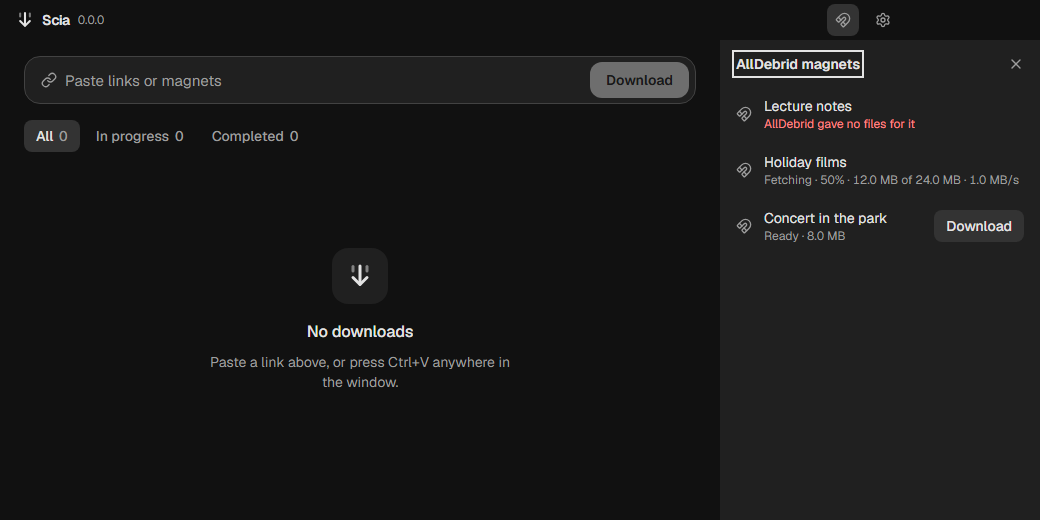 Scia 0.0.0
Paste links or magnets
Download
All 0
In progress 0
Completed 0
No downloads
Paste a link above, or press Ctrl+V anywhere in
the window.
AllDebrid magnets
Lecture notes
AllDebrid gave no files for it
Holiday films
Fetching · 50% · 12.0 MB of 24.0 MB · 1.0 MB/s
Concert in the park
Ready · 8.0 MB
Download